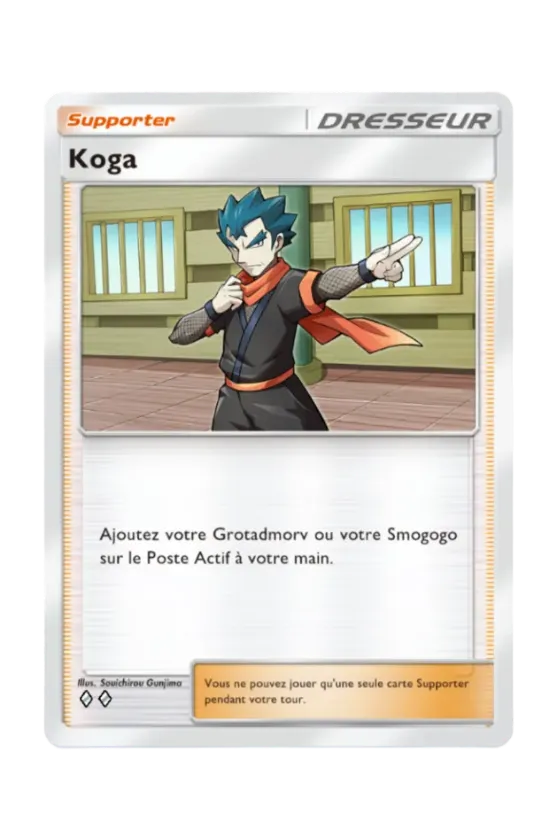 Supporter
DRESSEUR
Koga
Ajoutez votre Grotadmorv ou votre Smogogo
sur le Poste Actif à votre main.
Illus. Souichirou Gunjima
Vous ne pouvez jouer qu'une seule carte Supporter
pendant votre tour.